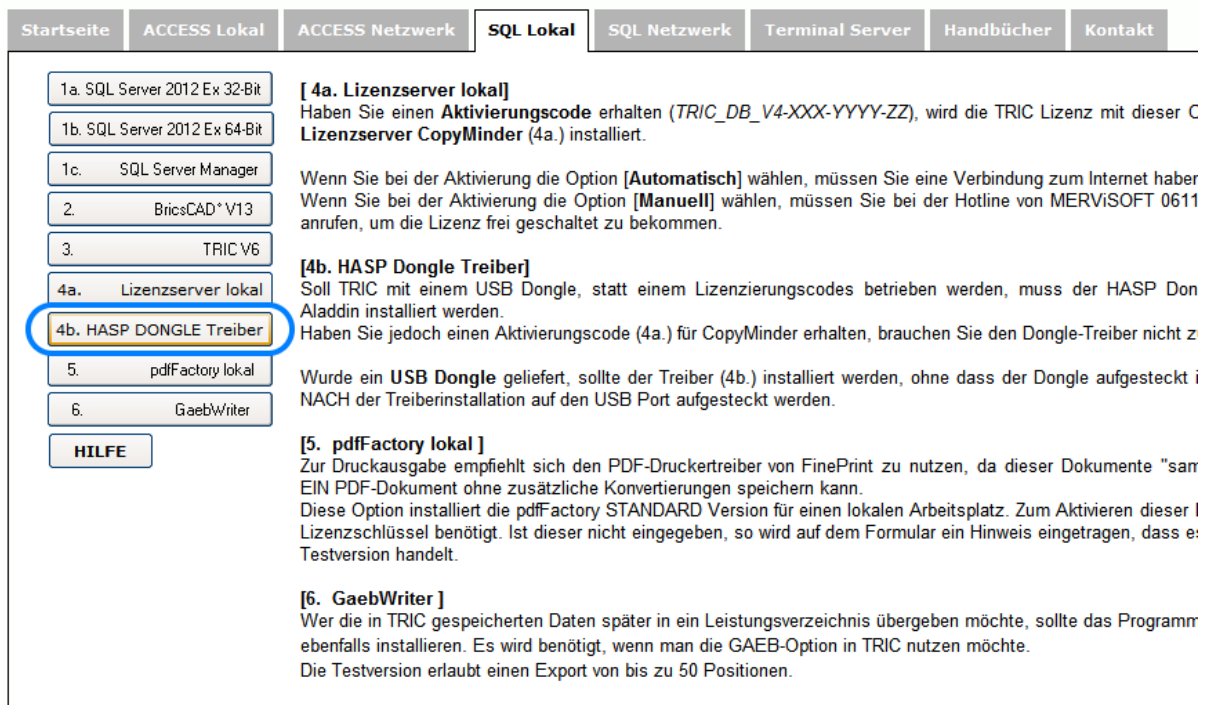 Startseite ACCESS Lokal ACCESS Netzwerk SQL Lokal SQL Netzwerk Terminal Server Handbücher Kontakt
1a. SQL Server 2012 Ex 32-Bit
1b. SQL Server 2012 Ex 64-Bit
1c. SQL Server Manager
2. BricsCAD* V13
3. TRIC V6
4a. Lizenzserver lokal
4b. HASP DONGLE Treiber
5. pdfFactory lokal
6. GaebWriter
HILFE
[ 4a. Lizenzserver lokal]
Haben Sie einen Aktivierungscode erhalten (TRIC_DB_V4-XXX-YYYY-ZZ), wird die TRIC Lizenz mit dieser
Lizenzserver CopyMinder (4a.) installiert.
Wenn Sie bei der Aktivierung die Option [Automatisch] wählen, müssen Sie eine Verbindung zum Internet haben
Wenn Sie bei der Aktivierung die Option [Manuell] wählen, müssen Sie bei der Hotline von MERViSOFT 0611
anrufen, um die Lizenz frei geschaltet zu bekommen.
[4b. HASP Dongle Treiber]
Soll TRIC mit einem USB Dongle, statt einem Lizenzierungscodes betrieben werden, muss der HASP Don
Aladdin installiert werden.
Haben Sie jedoch einen Aktivierungscode (4a.) für CopyMinder erhalten, brauchen Sie den Dongle-Treiber nicht
Wurde ein USB Dongle geliefert, sollte der Treiber (4b.) installiert werden, ohne dass der Dongle aufgesteckt
NACH der Treiberinstallation auf den USB Port aufgesteckt werden.
[5. pdfFactory lokal ]
Zur Druckausgabe empfiehlt sich den PDF-Druckertreiber von FinePrint zu nutzen, da dieser Dokumente "sam
EIN PDF-Dokument ohne zusätzliche Konvertierungen speichern kann.
Diese Option installiert die pdfFactory STANDARD Version für einen lokalen Arbeitsplatz. Zum Aktivieren dieser
Lizenzschlüssel benötigt. Ist dieser nicht eingegeben, so wird auf dem Formular ein Hinweis eingetragen, dass es
Testversion handelt.
[6. GaebWriter ]
Wer die in TRIC gespeicherten Daten später in ein Leistungsverzeichnis übergeben möchte, sollte das Programm
ebenfalls installieren. Es wird benötigt, wenn man die GAEB-Option in TRIC nutzen möchte.
Die Testversion erlaubt einen Export von bis zu 50 Positionen.